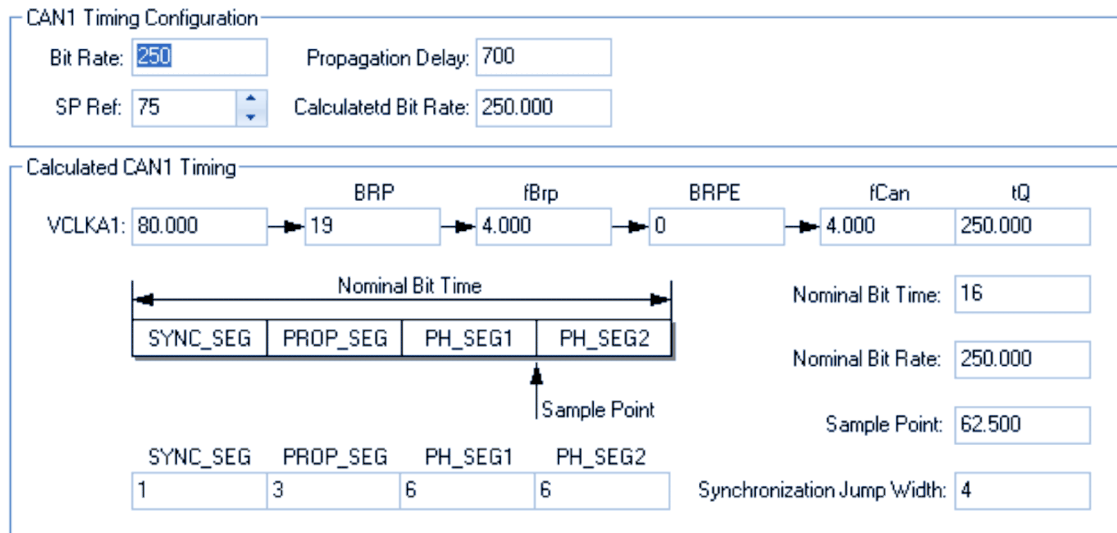 CAN1 Timing Configuration
Bit Rate: 250 Propagation Delay: 700
SP Ref: 75 Calculatetd Bit Rate: 250.000
Calculated CAN1 Timing
BRP fBrp BRPE fCan tQ
VCLKA1: 80.000 19 4.000 0 4.000 250.000
Nominal Bit Time
Nominal Bit Time: 16
SYNC_SEG PROP_SEG PH_SEG1 PH_SEG2
Nominal Bit Rate: 250.000
Sample Point
Sample Point: 62.500
SYNC_SEG PROP_SEG PH_SEG1 PH_SEG2
1 3 6 6 Synchronization Jump Width: 4